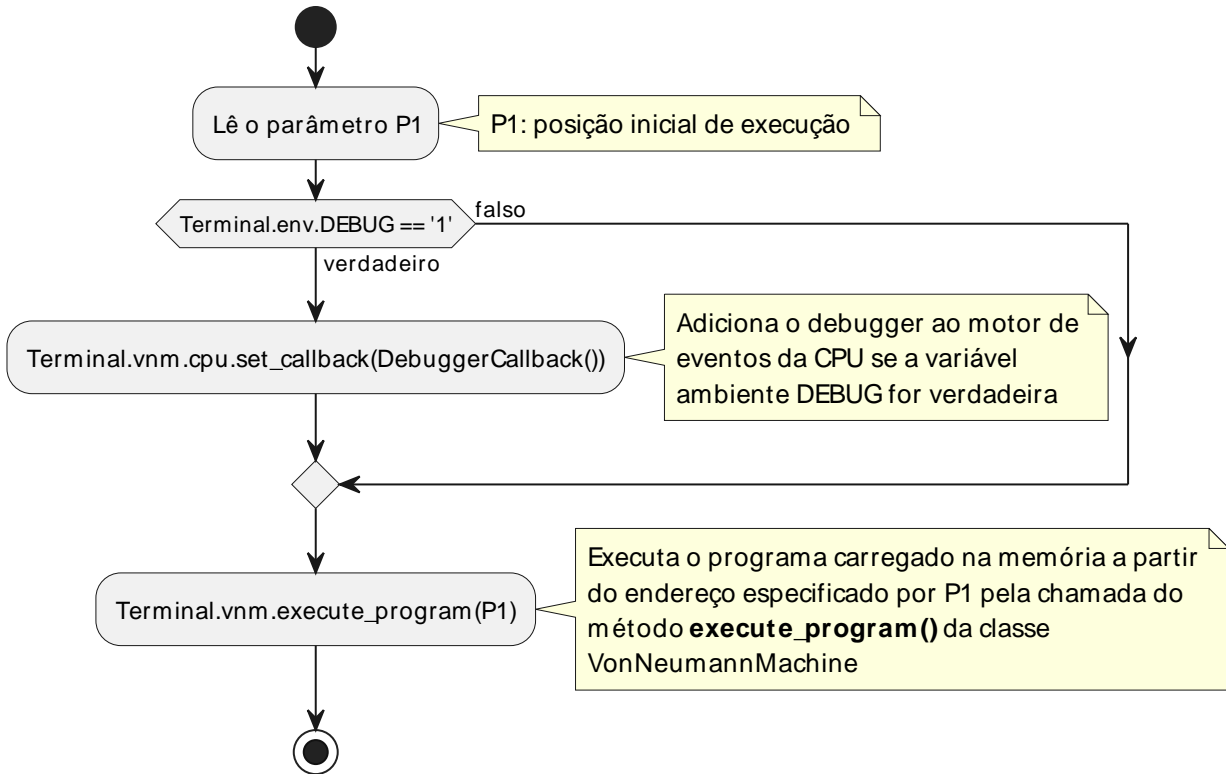 Lê o parâmetro P1
P1: posição inicial de execução
Terminal.env.DEBUG == '1'
falso
verdadeiro
Terminal.vnm.cpu.set_callback(DebuggerCallback())
Adiciona o debugger ao motor de
eventos da CPU se a variável
ambiente DEBUG for verdadeira
Terminal.vnm.execute_program(P1)
Executa o programa carregado na memória a partir
do endereço especificado por P1 pela chamada do
método execute_program() da classe
VonNeumannMachine